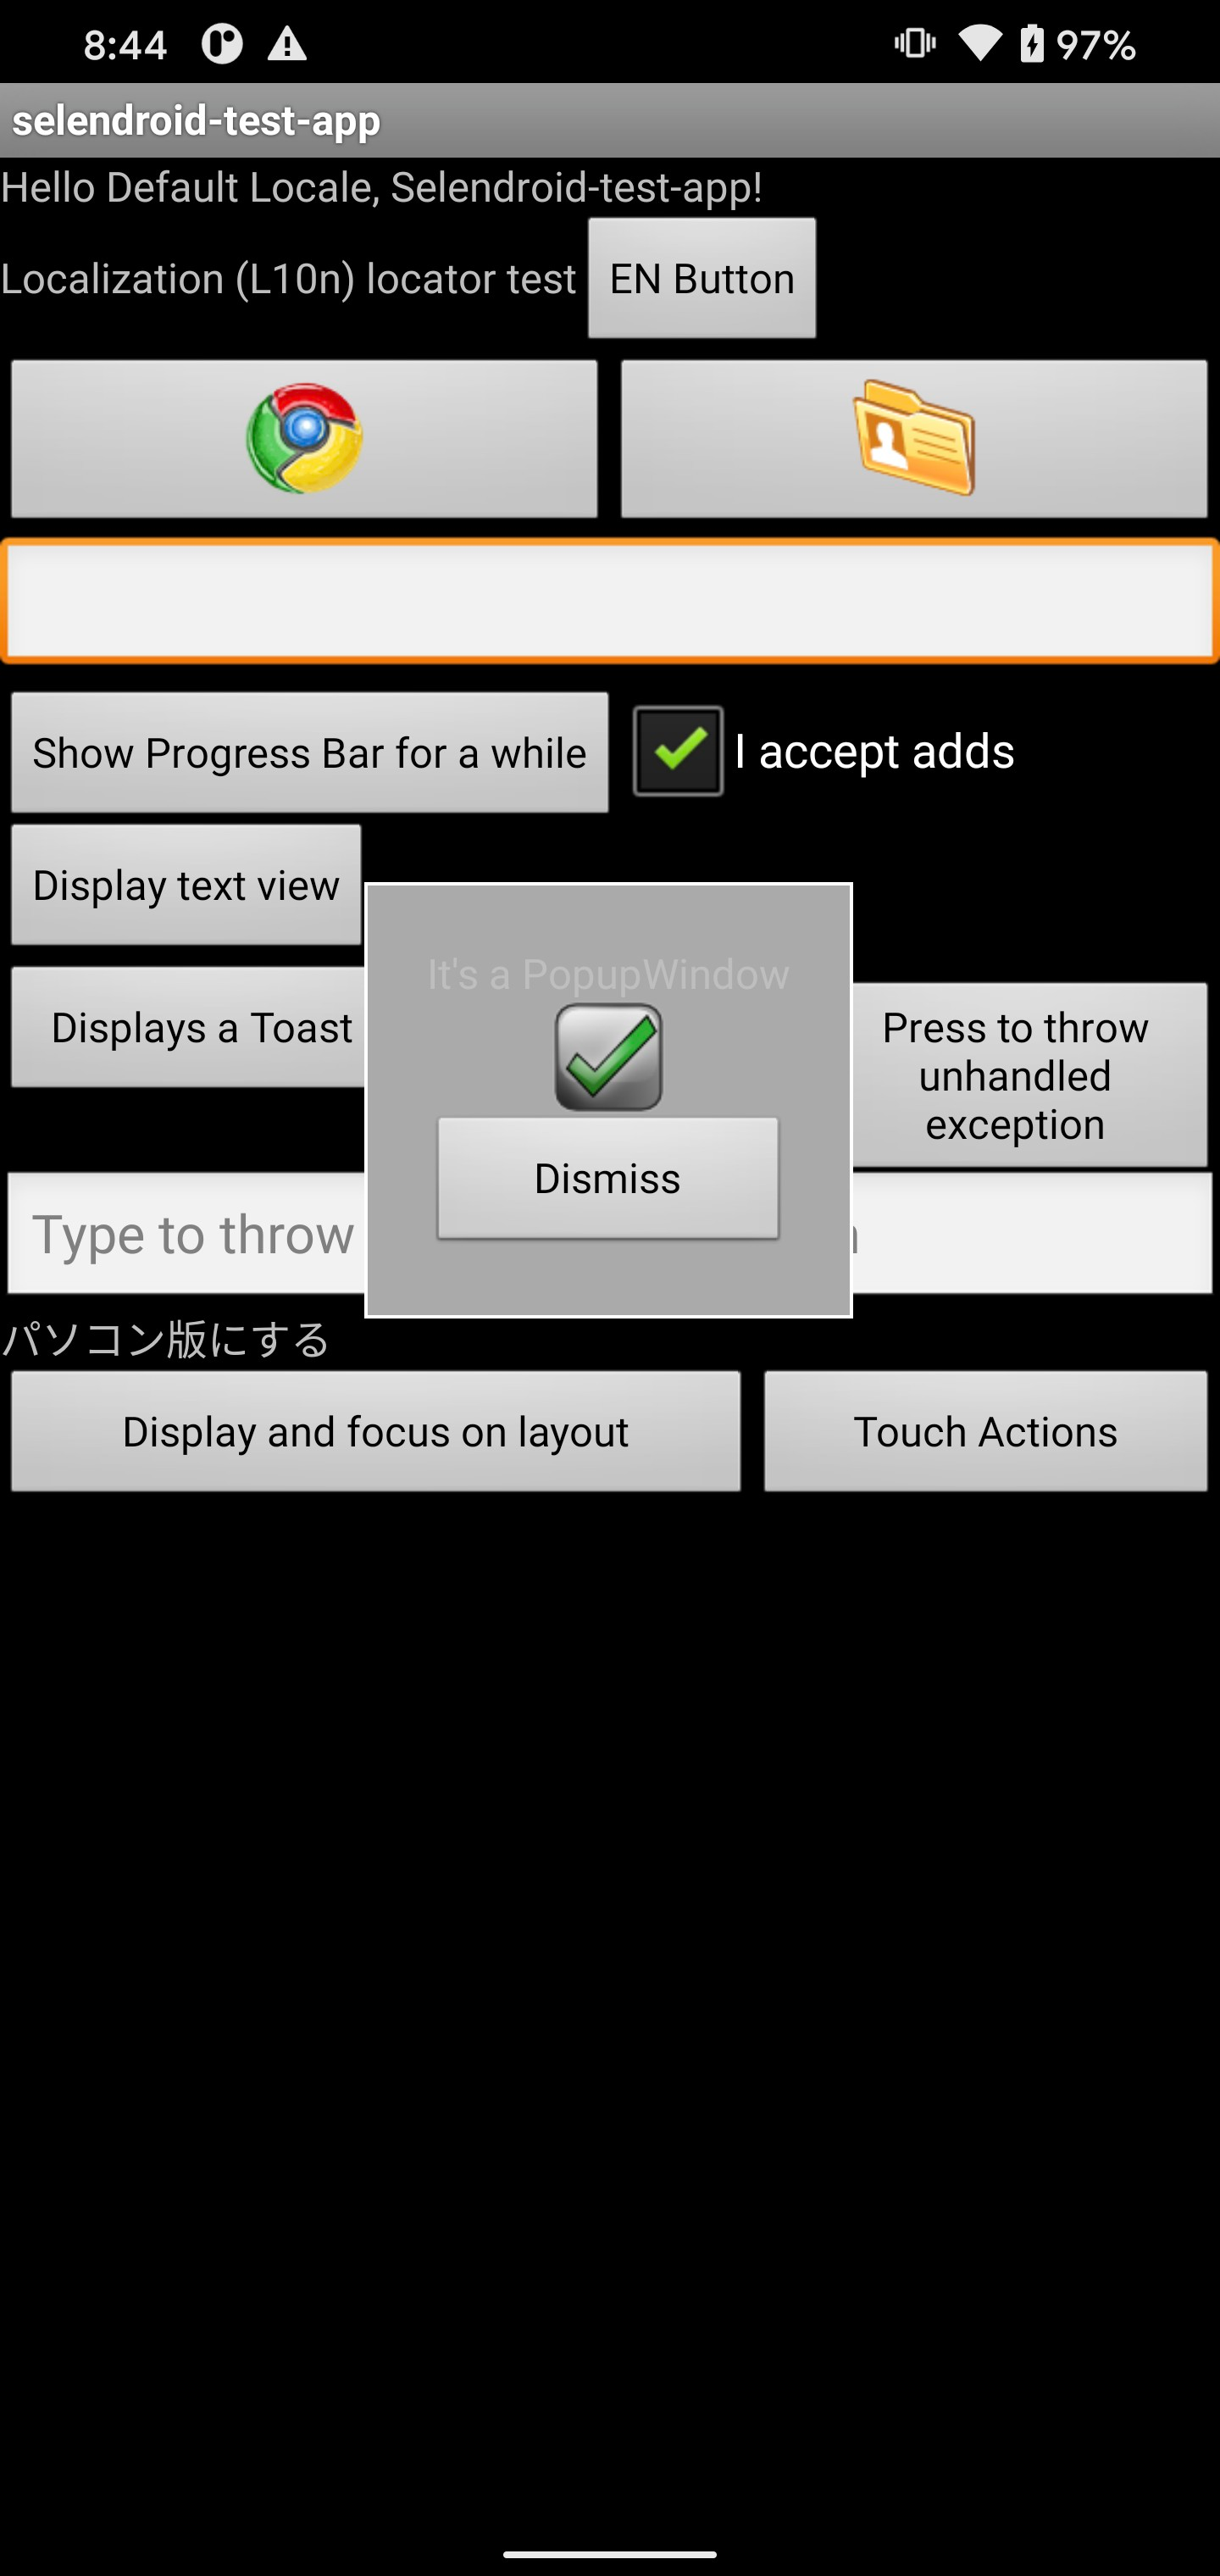 8:44 97%
selendroid-test-app
Hello Default Locale, Selendroid-test-app!
Localization (L10n) locator test EN Button
Show Progress Bar for a while I accept adds
Display text view
It's a PopupWindow
Displays a Toast
Press to throw
unhandled
exception
Dismiss
Type to throw
パソコン版にする
Display and focus on layout Touch Actions